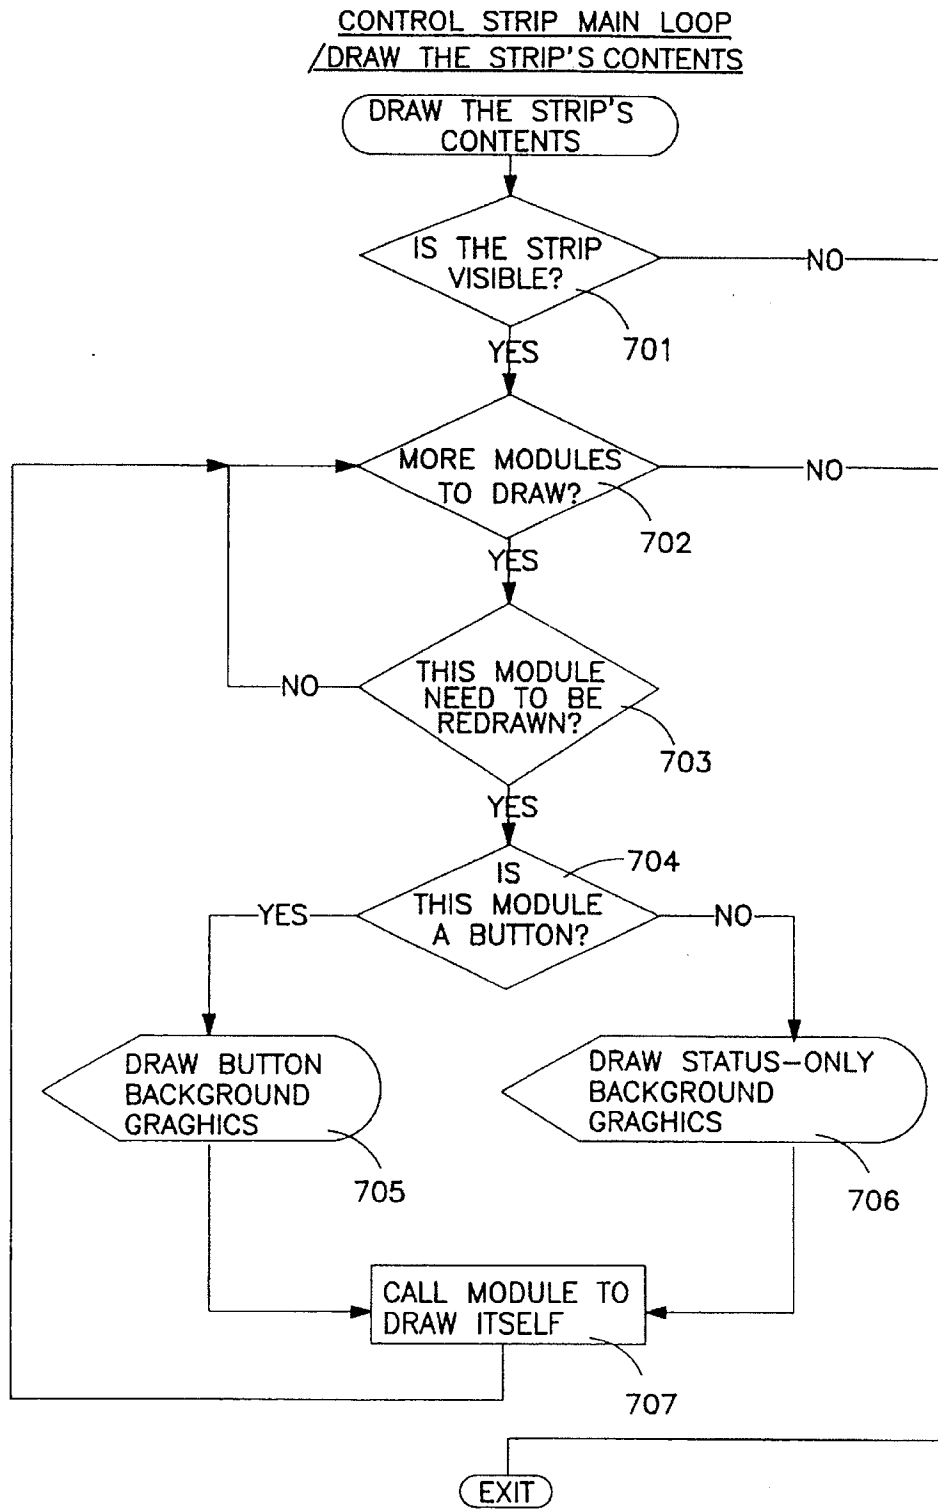 CONTROL STRIP MAIN LOOP
/DRAW THE STRIP'S CONTENTS
DRAW THE STRIP'S
CONTENTS
IS THE STRIP
VISIBLE?
NO
701
YES
MORE MODULES
TO DRAW?
NO
702
YES
THIS MODULE
NEED TO BE
REDRAWN?
NO
703
YES
704
IS
THIS MODULE
A BUTTON?
YES
NO
DRAW BUTTON
BACKGROUND
GRAGHICS
705
DRAW STATUS-ONLY
BACKGROUND
GRAGHICS
706
CALL MODULE TO
DRAW ITSELF
707
EXIT